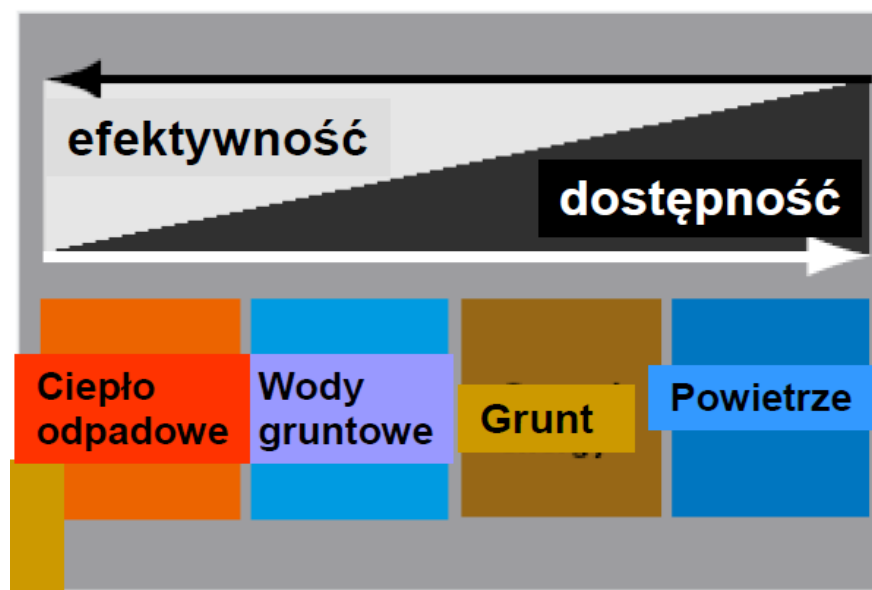 efektywność
dostępność
Ciepło
odpadowe
Wody
gruntowe
Grunt
Powietrze